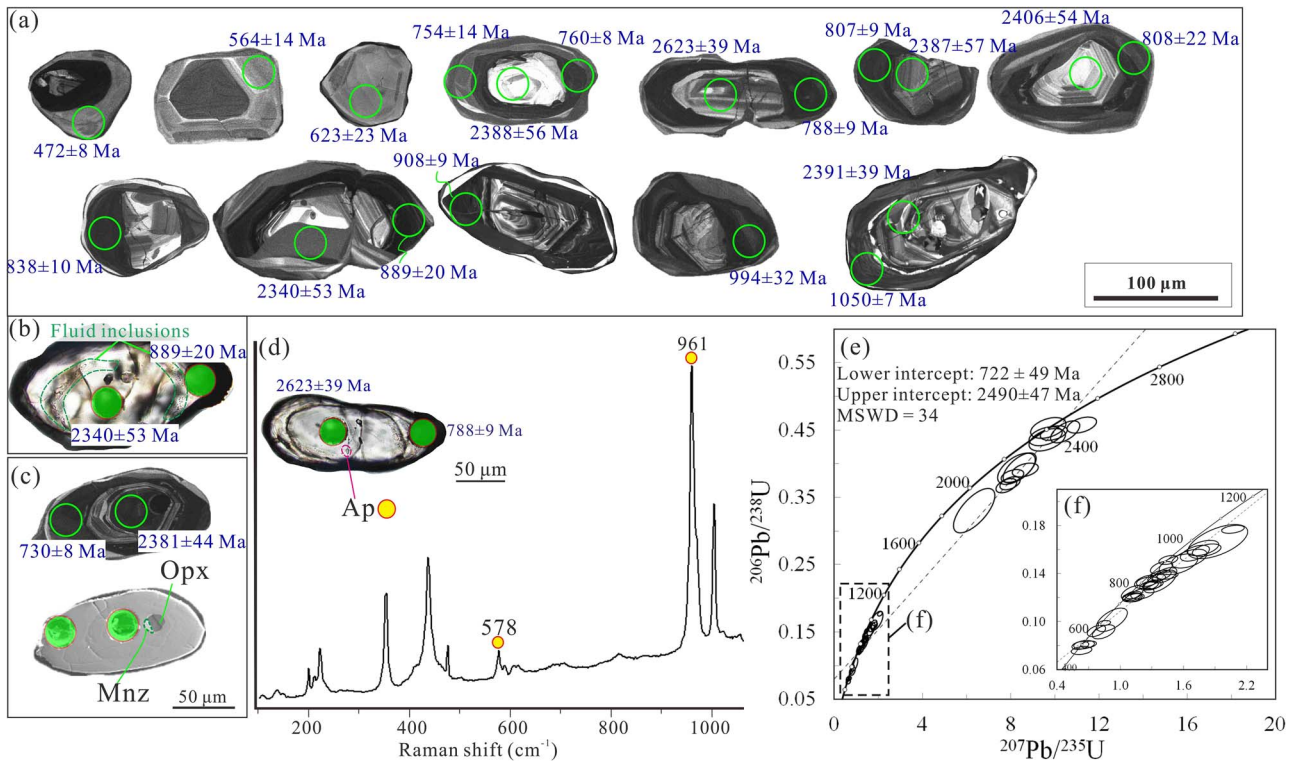 (a)
564±14 Ma
754±14 Ma
760±8 Ma
2623±39 Ma
807±9 Ma
2387±57 Ma
2406±54 Ma
808±22 Ma
472±8 Ma
623±23 Ma
2388±56 Ma
788±9 Ma
908±9 Ma
2391±39 Ma
838±10 Ma
889±20 Ma
2340±53 Ma
994±32 Ma
1050±7 Ma
100 μm
(b)
Fluid inclusions
889±20 Ma
2340±53 Ma
(c)
730±8 Ma
2381±44 Ma
Opx
Mnz
50 μm
(d)
961
2623±39 Ma
788±9 Ma
50 μm
Ap
578
200
400
600
800
1000
Raman shift (cm⁻¹)
(e)
Lower intercept: 722 ± 49 Ma
Upper intercept: 2490±47 Ma
MSWD = 34
2800
2400
2000
1600
1200
(f)
0.55
0.45
0.35
0.25
0.15
0.05
²⁰⁶Pb/²³⁸U
0
4
8
12
16
20
²⁰⁷Pb/²³⁵U
(f)
1200
1000
800
600
400
0.18
0.14
0.10
0.06
0.4
1.0
1.6
2.2